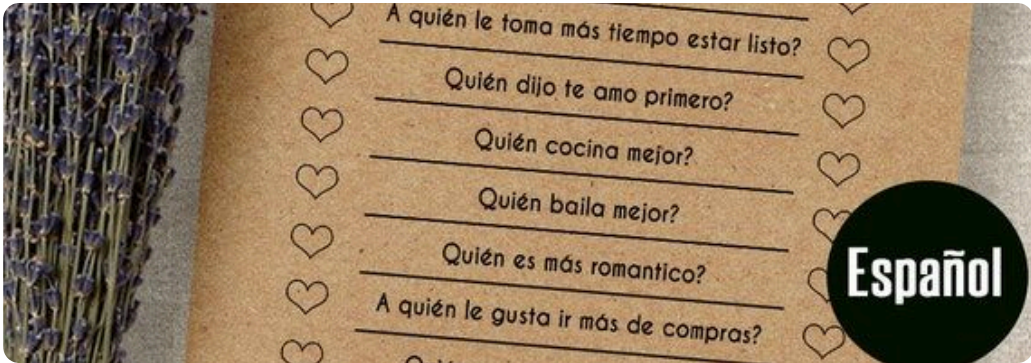 A quién le toma más tiempo estar listo?
Quién dijo te amo primero?
Quién cocina mejor?
Quién baila mejor?
Quién es más romantico?
A quién le gusta ir más de compras?
Español